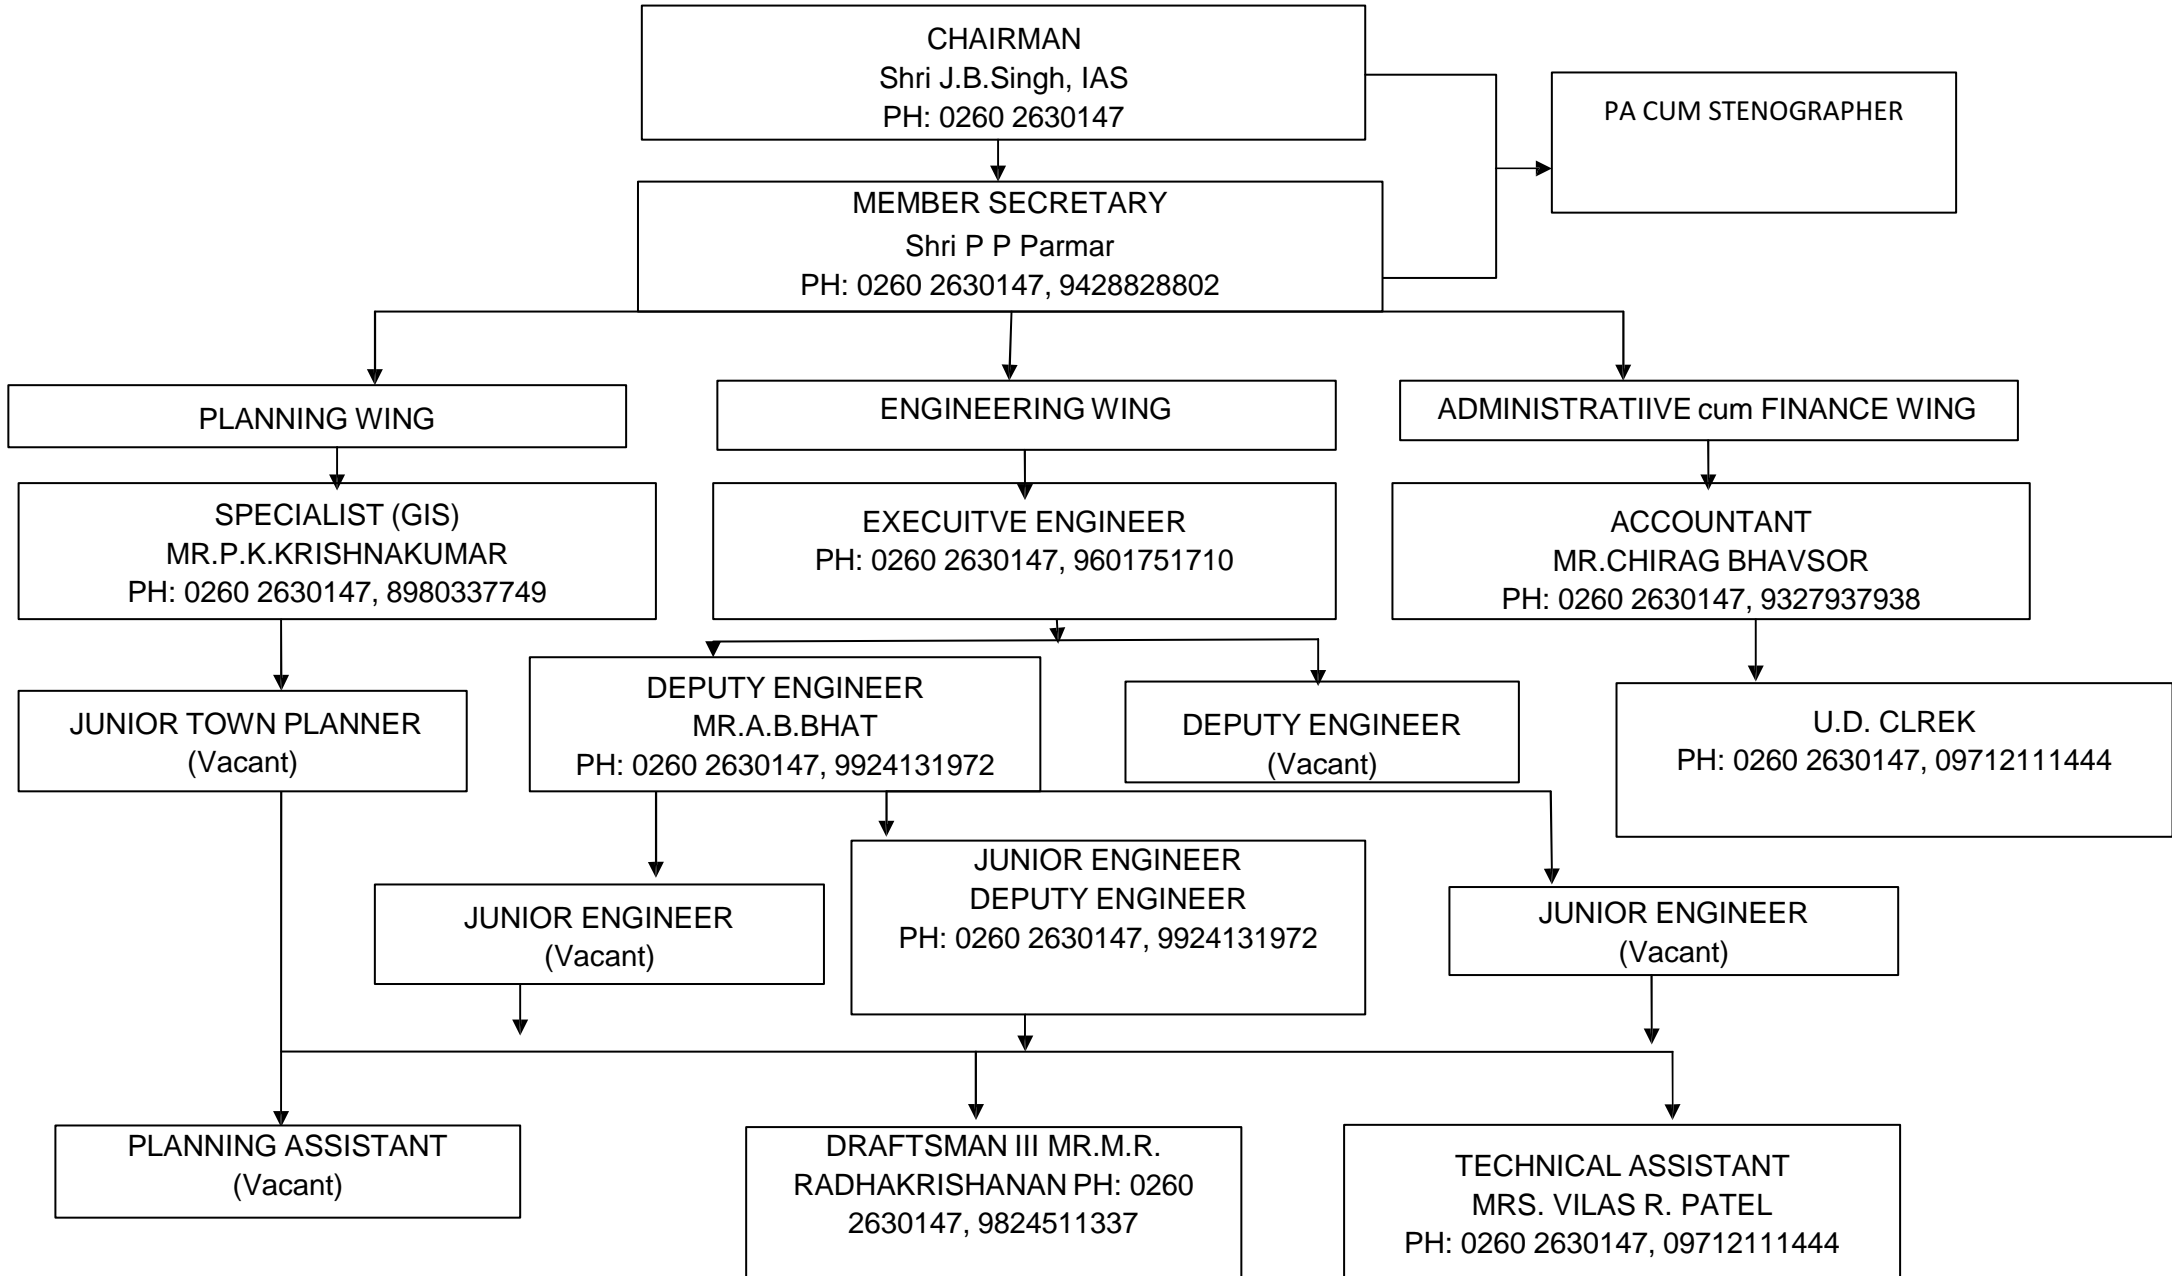 CHAIRMAN
Shri J.B.Singh, IAS
PH: 0260 2630147
PA CUM STENOGRAPHER
MEMBER SECRETARY
Shri P P Parmar
PH: 0260 2630147, 9428828802
PLANNING WING
ENGINEERING WING
ADMINISTRATIIVE cum FINANCE WING
SPECIALIST (GIS)
MR.P.K.KRISHNAKUMAR
PH: 0260 2630147, 8980337749
EXECUITVE ENGINEER
PH: 0260 2630147, 9601751710
ACCOUNTANT
MR.CHIRAG BHAVSOR
PH: 0260 2630147, 9327937938
JUNIOR TOWN PLANNER
(Vacant)
DEPUTY ENGINEER
MR.A.B.BHAT
PH: 0260 2630147, 9924131972
DEPUTY ENGINEER
(Vacant)
U.D. CLREK
PH: 0260 2630147, 09712111444
JUNIOR ENGINEER
(Vacant)
JUNIOR ENGINEER
DEPUTY ENGINEER
PH: 0260 2630147, 9924131972
JUNIOR ENGINEER
(Vacant)
PLANNING ASSISTANT
(Vacant)
DRAFTSMAN III MR.M.R.
RADHAKRISHANAN PH: 0260
2630147, 9824511337
TECHNICAL ASSISTANT
MRS. VILAS R. PATEL
PH: 0260 2630147, 09712111444